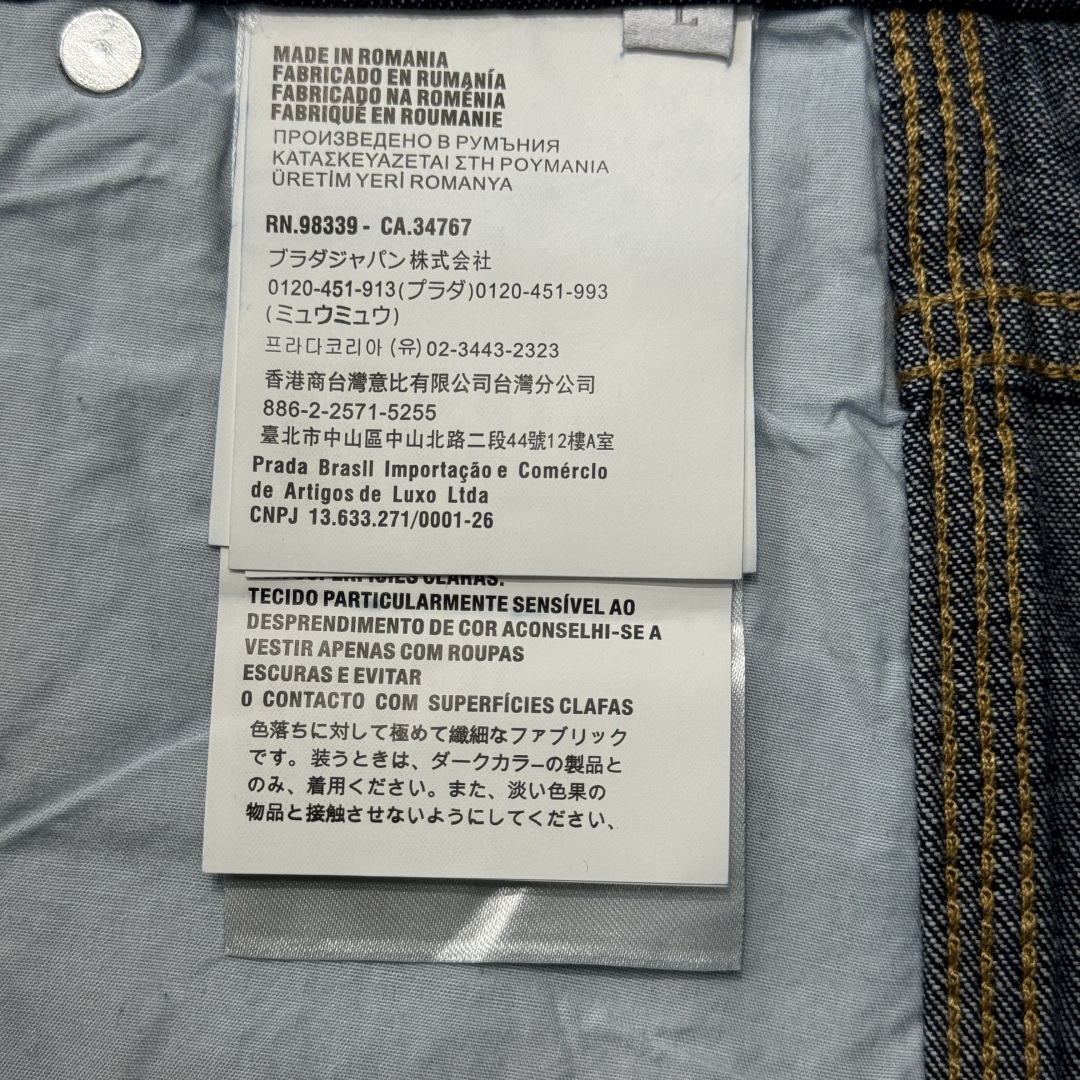 L
MADE IN ROMANIA
FABRICADO EN RUMANÍA
FABRICADO NA ROMÉNIA
FABRIQUÉ EN ROUMANIE
ПРОИЗВЕДЕНО В РУМЪНИЯ
ΚΑΤΑΣΚΕΥΑΖΕΤΑΙ ΣΤΗ ΡΟΥΜΑΝΙΑ
ÜRETİM YERİ ROMANYA
RN.98339 - CA.34767
ブラダジャパン株式会社
0120-451-913(プラダ)0120-451-993
(ミュウミュウ)
프라다코리아 (유) 02-3443-2323
香港商台灣意比有限公司台灣分公司
886-2-2571-5255
臺北市中山區中山北路二段44號12樓A室
Prada Brasll Importação e Comérclo
de Artigos de Luxo Ltda
CNPJ 13.633.271/0001-26
SUPERFÍCIES CLARAS.
TECIDO PARTICULARMENTE SENSÍVEL AO
DESPRENDIMENTO DE COR ACONSELHI-SE A
VESTIR APENAS COM ROUPAS
ESCURAS E EVITAR
O CONTACTO COM SUPERFÍCIES CLAFAS
色落ちに対して極めて繊細なファブリック
です。装うときは、ダークカラーの製品と
のみ、着用ください。また、淡い色果の
物品と接触させないようにしてください、